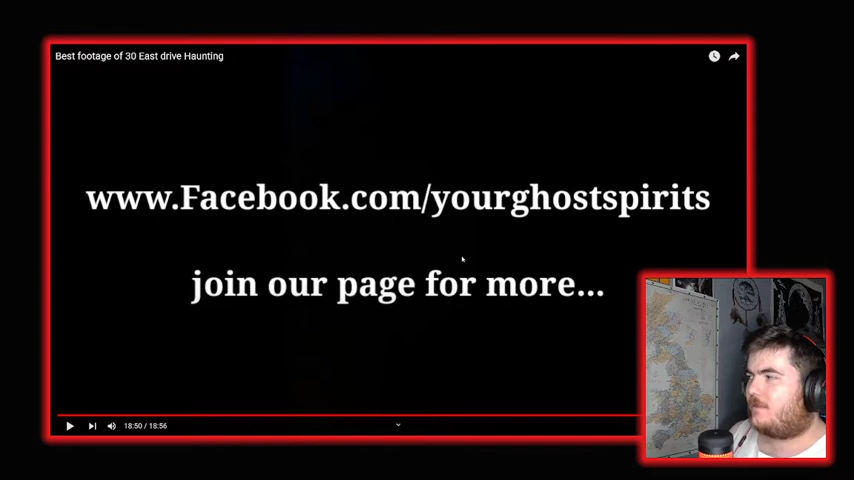 Best footage of 30 East drive Haunting
www.Facebook.com/yourghostspirits
join our page for more...
18:50 / 18:56